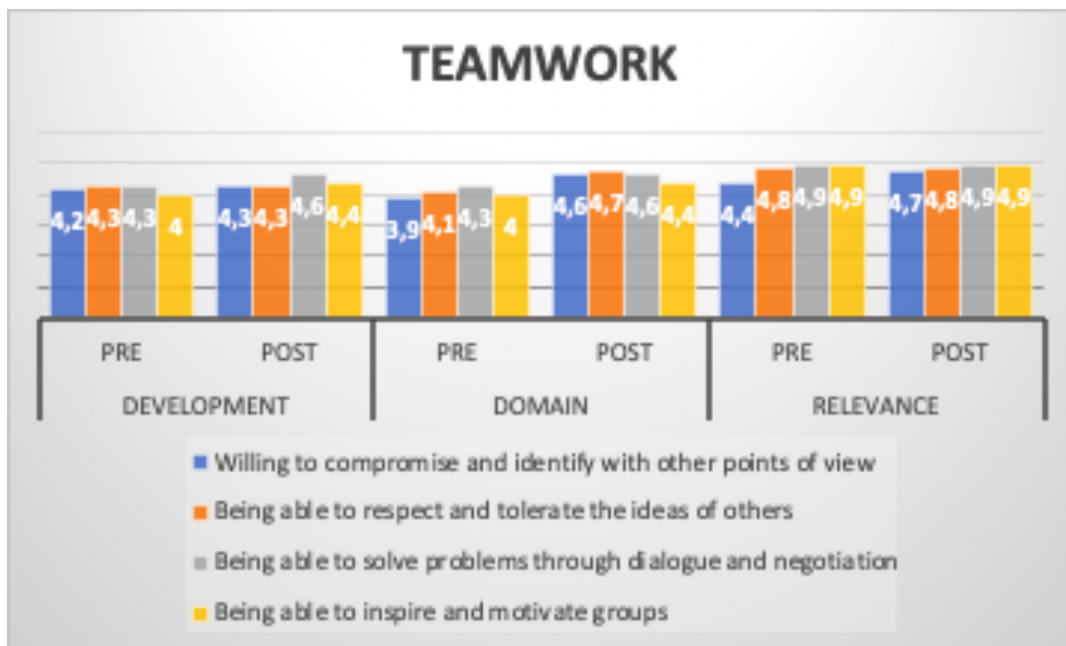 TEAMWORK
4,2 4,3 4,3 4 4,3 4,3 4,6 4,4 3,9 4,1 4,3 4 4,6 4,7 4,6 4,4 4,4 4,8 4,9 4,9 4,7 4,8 4,9 4,9
PRE POST PRE POST PRE POST
DEVELOPMENT DOMAIN RELEVANCE
Willing to compromise and identify with other points of view
Being able to respect and tolerate the ideas of others
Being able to solve problems through dialogue and negotiation
Being able to inspire and motivate groups